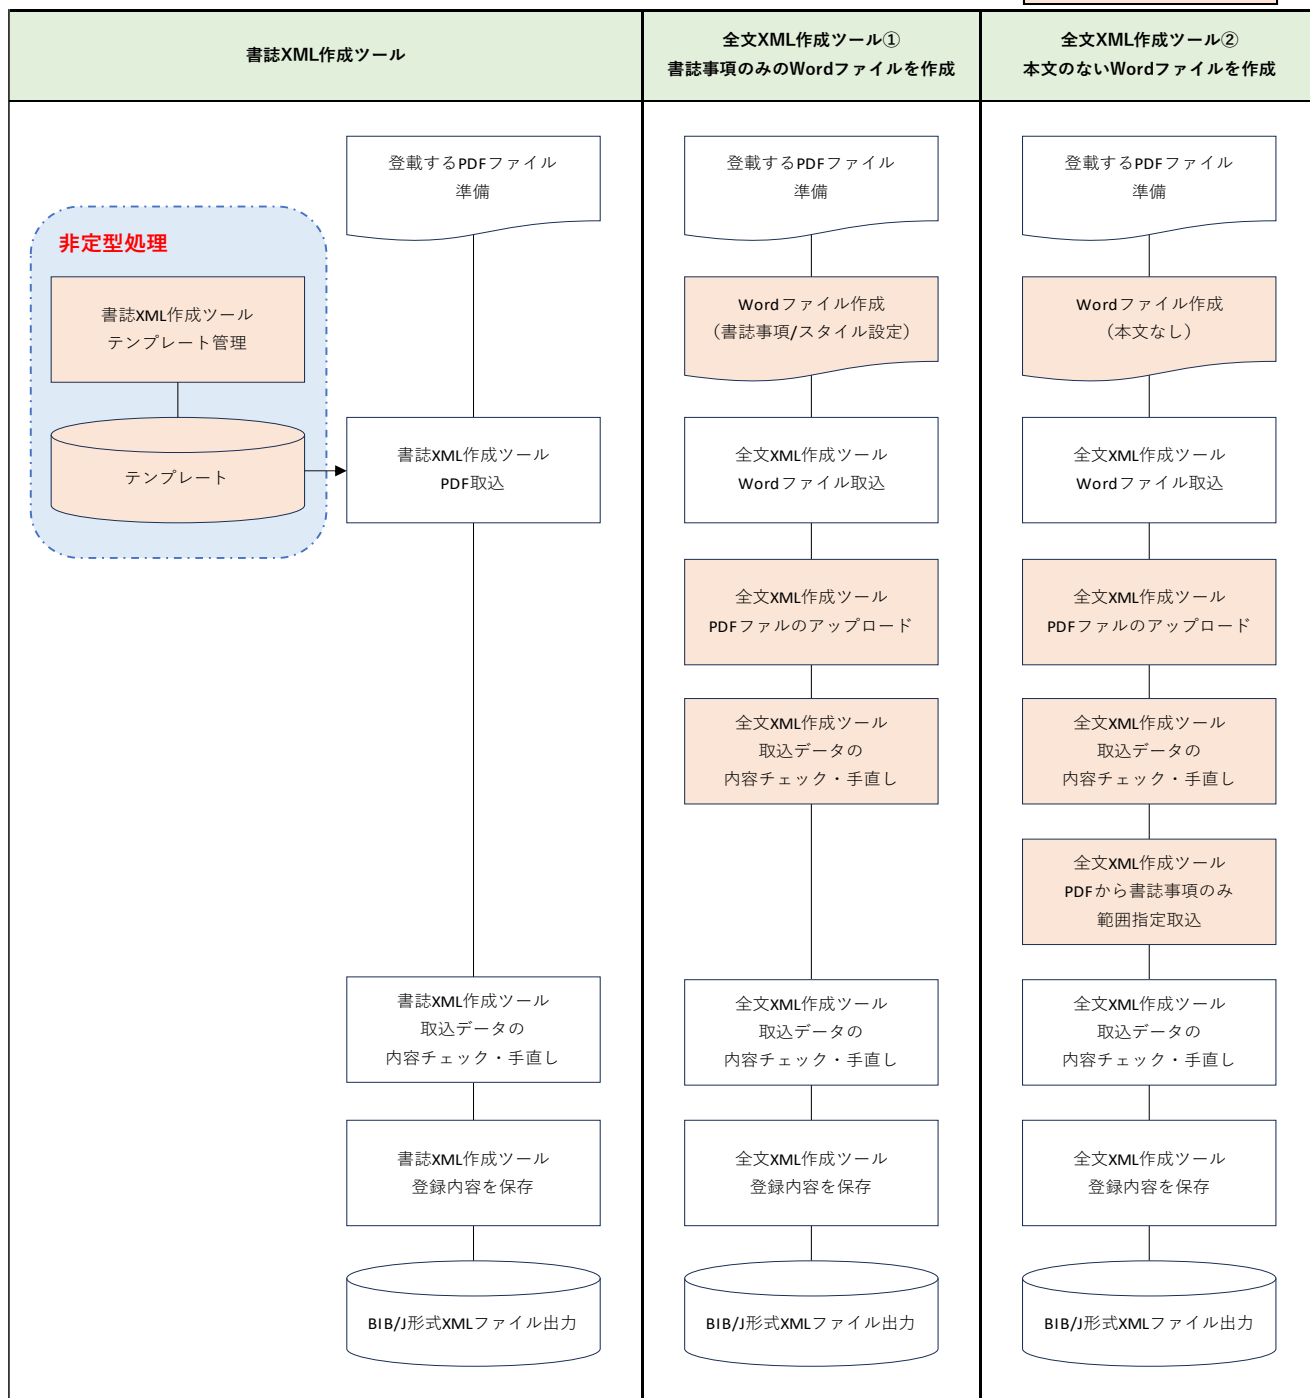 書誌XML作成ツール
全文XML作成ツール①
書誌事項のみのWordファイルを作成
全文XML作成ツール②
本文のないWordファイルを作成
非定型処理
書誌XML作成ツール
テンプレート管理
テンプレート
登載するPDFファイル
準備
書誌XML作成ツール
PDF取込
書誌XML作成ツール
取込データの
内容チェック・手直し
書誌XML作成ツール
登録内容を保存
BIB/J形式XMLファイル出力
登載するPDFファイル
準備
Wordファイル作成
（書誌事項/スタイル設定）
全文XML作成ツール
Wordファイル取込
全文XML作成ツール
PDFファルのアップロード
全文XML作成ツール
取込データの
内容チェック・手直し
全文XML作成ツール
取込データの
内容チェック・手直し
全文XML作成ツール
登録内容を保存
BIB/J形式XMLファイル出力
登載するPDFファイル
準備
Wordファイル作成
（本文なし）
全文XML作成ツール
Wordファイル取込
全文XML作成ツール
PDFファルのアップロード
全文XML作成ツール
取込データの
内容チェック・手直し
全文XML作成ツール
PDFから書誌事項のみ
範囲指定取込
全文XML作成ツール
取込データの
内容チェック・手直し
全文XML作成ツール
登録内容を保存
BIB/J形式XMLファイル出力